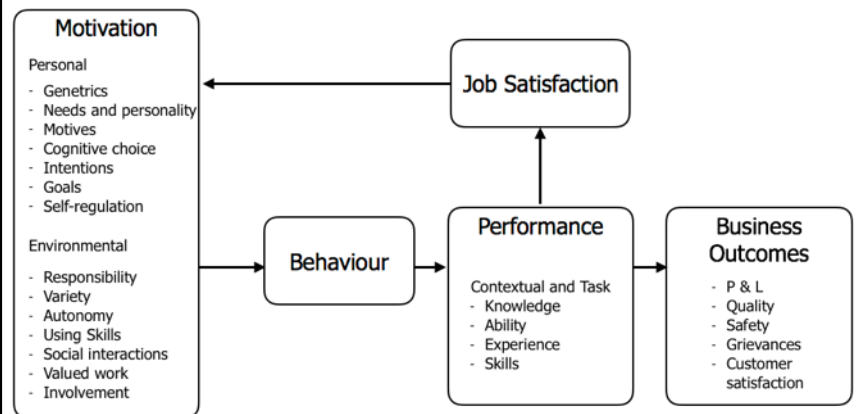 Motivation
Personal
- Genetrics
- Needs and personality
- Motives
- Cognitive choice
- Intentions
- Goals
- Self-regulation
Environmental
- Responsibility
- Variety
- Autonomy
- Using Skills
- Social interactions
- Valued work
- Involvement
Job Satisfaction
Behaviour
Performance
Contextual and Task
- Knowledge
- Ability
- Experience
- Skills
Business
Outcomes
- P & L
- Quality
- Safety
- Grievances
- Customer
satisfaction